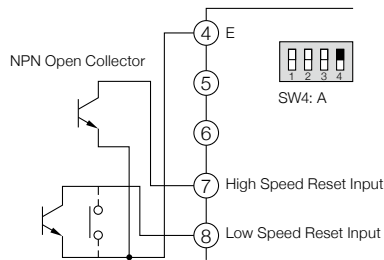 4 E
NPN Open Collector
1 2 3 4
5
SW4: A
6
7 High Speed Reset Input
8 Low Speed Reset Input